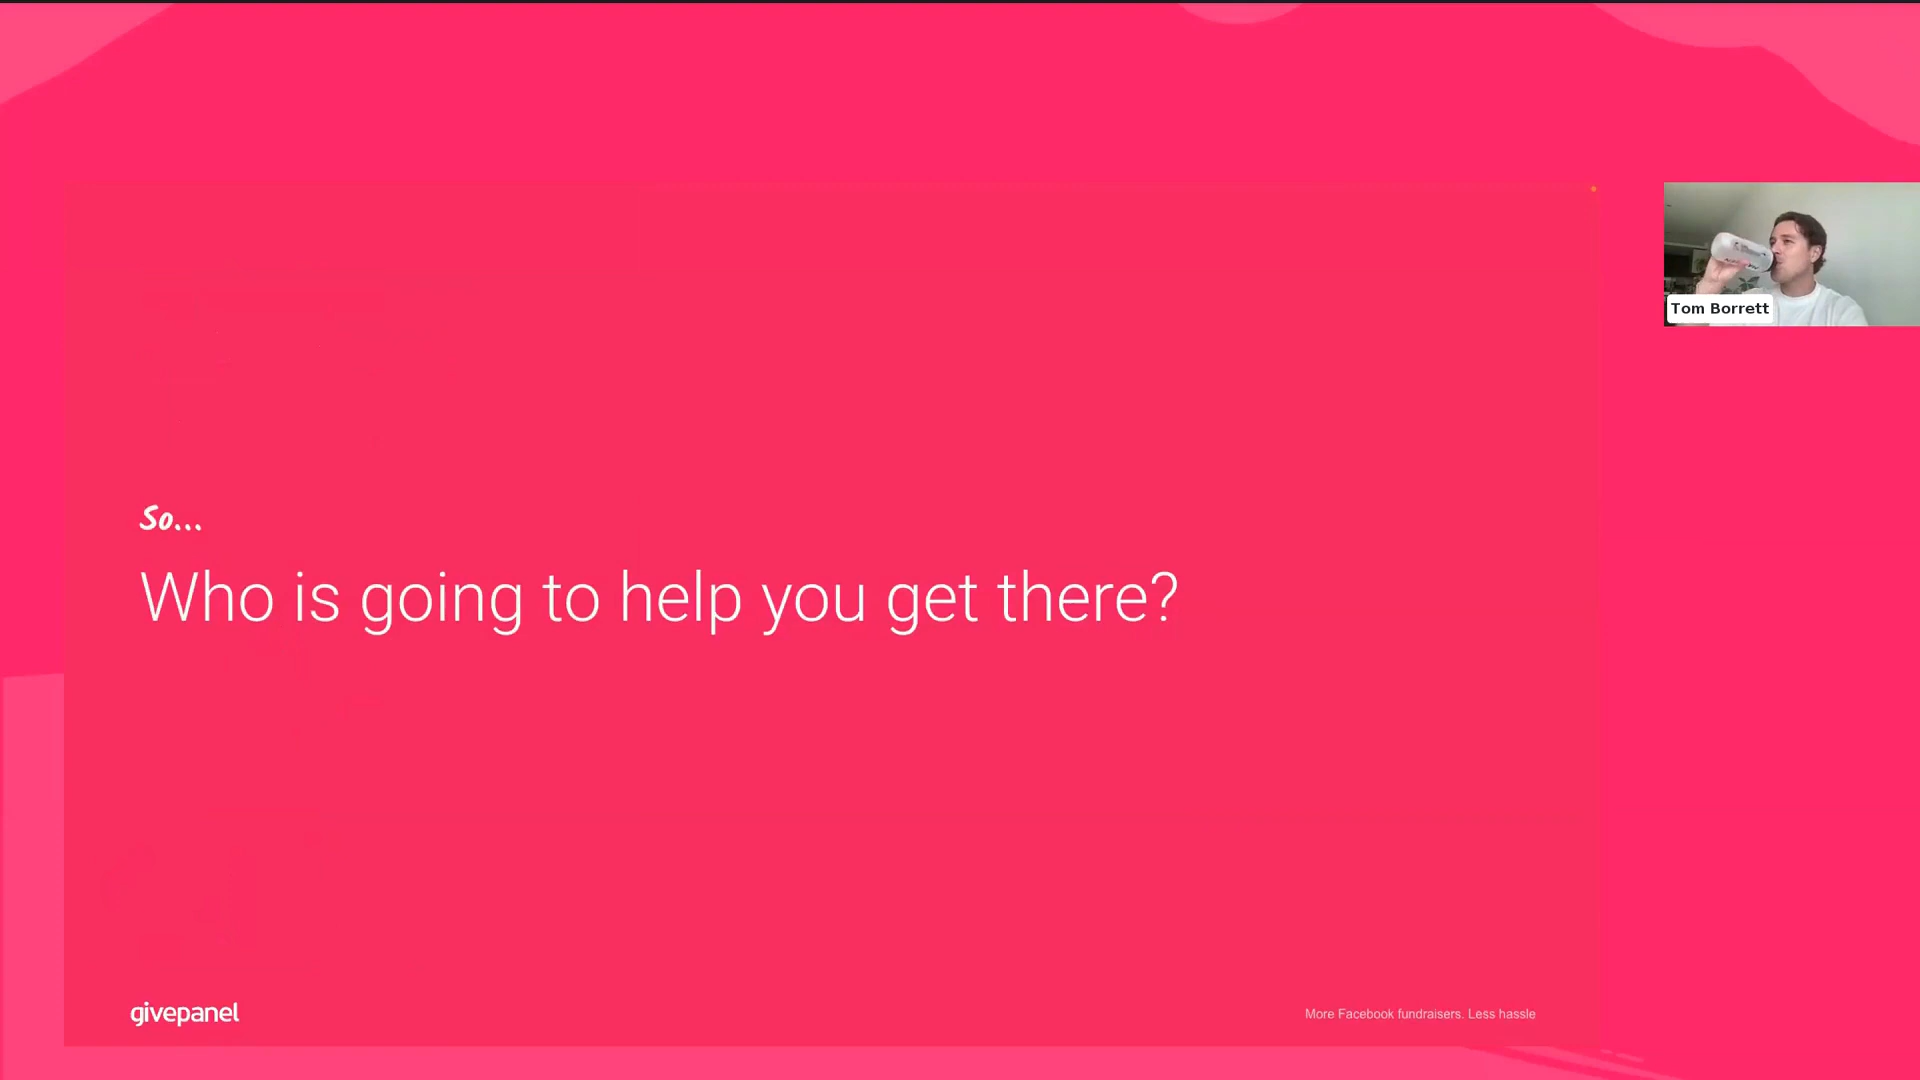 Tom Borrett
So...
Who is going to help you get there?
givepanel
More Facebook fundraisers. Less hassle